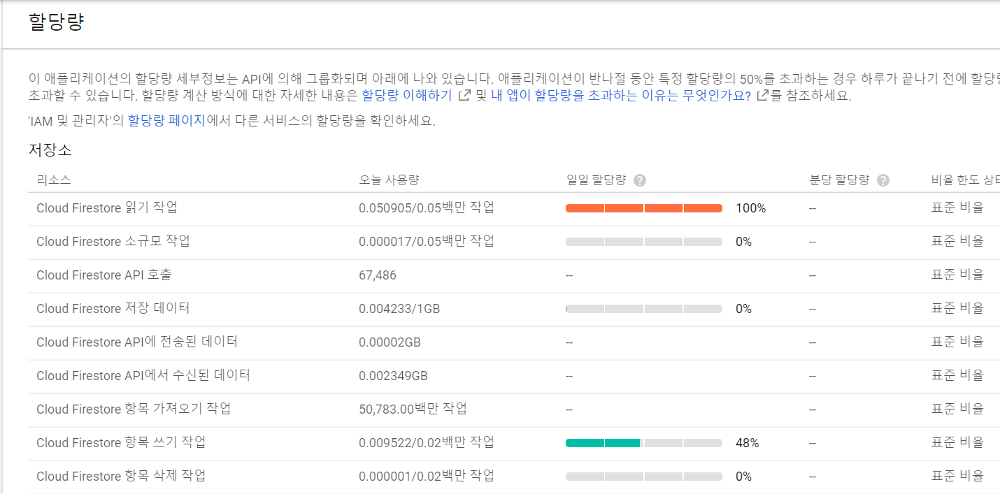 할당량
이 애플리케이션의 할당량 세부정보는 API에 의해 그룹화되며 아래에 나와 있습니다. 애플리케이션이 반나절 동안 특정 할당량의 50%를 초과하는 경우 하루가 끝나기 전에 할당량
초과할 수 있습니다. 할댱량 계산 방식에 대한 자세한 내용은 할당량 이해하기 및 내 앱이 할당량을 초과하는 이유는 무엇인가요? 를 참조하세요.
'IAM 및 관리자'의 할당량 페이지에서 다른 서비스의 할당량을 확인하세요.
저장소
리소스 오늘 사용량 일일 할당량 ? 분당 할당량 ? 비율 한도 상태
Cloud Firestore 읽기 작업 0.050905/0.05백만 작업 100% -- 표준 비율
Cloud Firestore 소규모 작업 0.000017/0.05백만 작업 0% -- 표준 비율
Cloud Firestore API 호출 67,486 -- -- 표준 비율
Cloud Firestore 저장 데이터 0.004233/1GB 0% -- 표준 비율
Cloud Firestore API에 전송된 데이터 0.00002GB -- -- 표준 비율
Cloud Firestore API에서 수신된 데이터 0.002349GB -- -- 표준 비율
Cloud Firestore 항목 가져오기 작업 50,783.00백만 작업 -- -- 표준 비율
Cloud Firestore 항목 쓰기 작업 0.009522/0.02백만 작업 48% -- 표준 비율
Cloud Firestore 항목 삭제 작업 0.000001/0.02백만 작업 0% -- 표준 비율